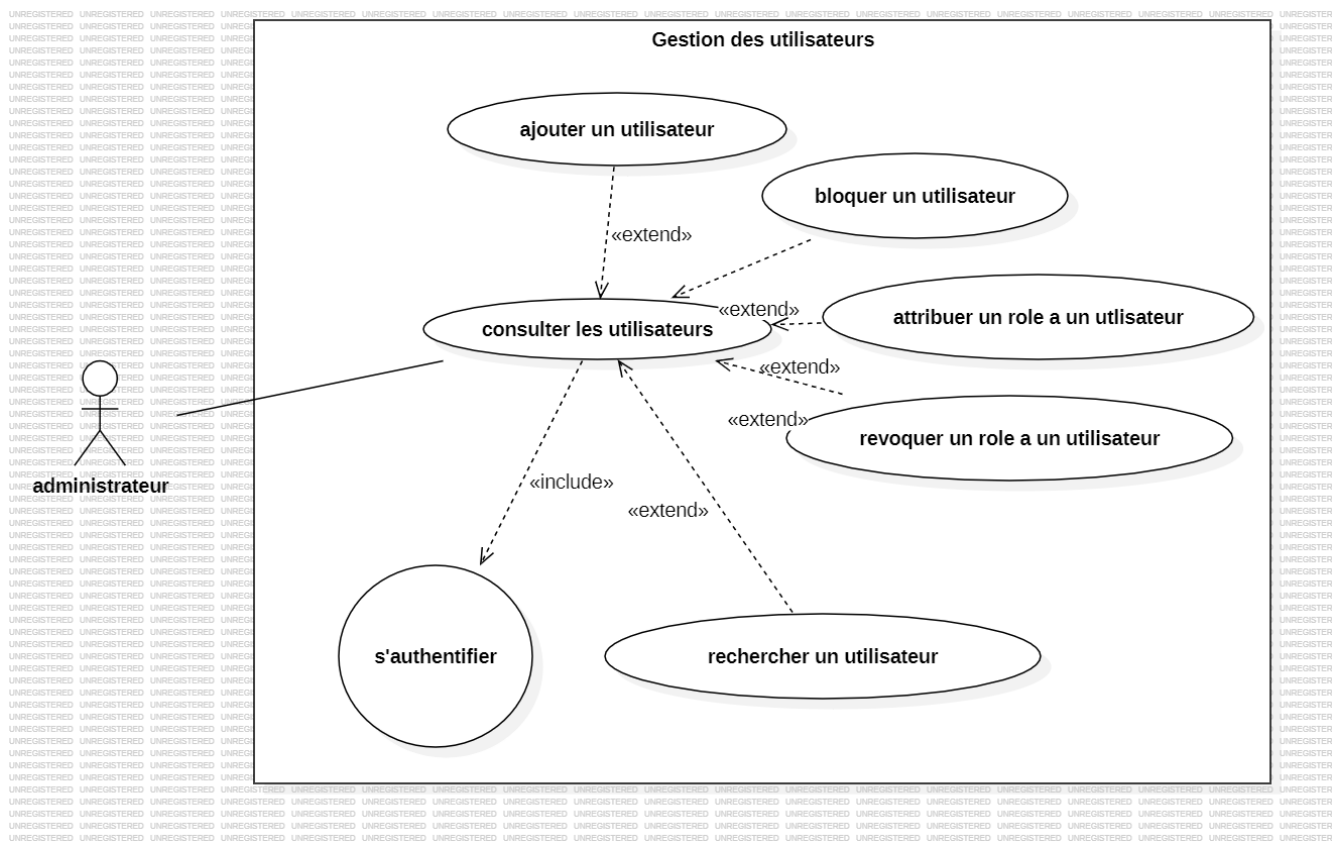 Gestion des utilisateurs
ajouter un utilisateur
bloquer un utilisateur
«extend»
«extend»
attribuer un role a un utlisateur
consulter les utilisateurs
«extend»
«extend»
revoquer un role a un utilisateur
administrateur
«include»
«extend»
s'authentifier
rechercher un utilisateur
UNREGISTERED